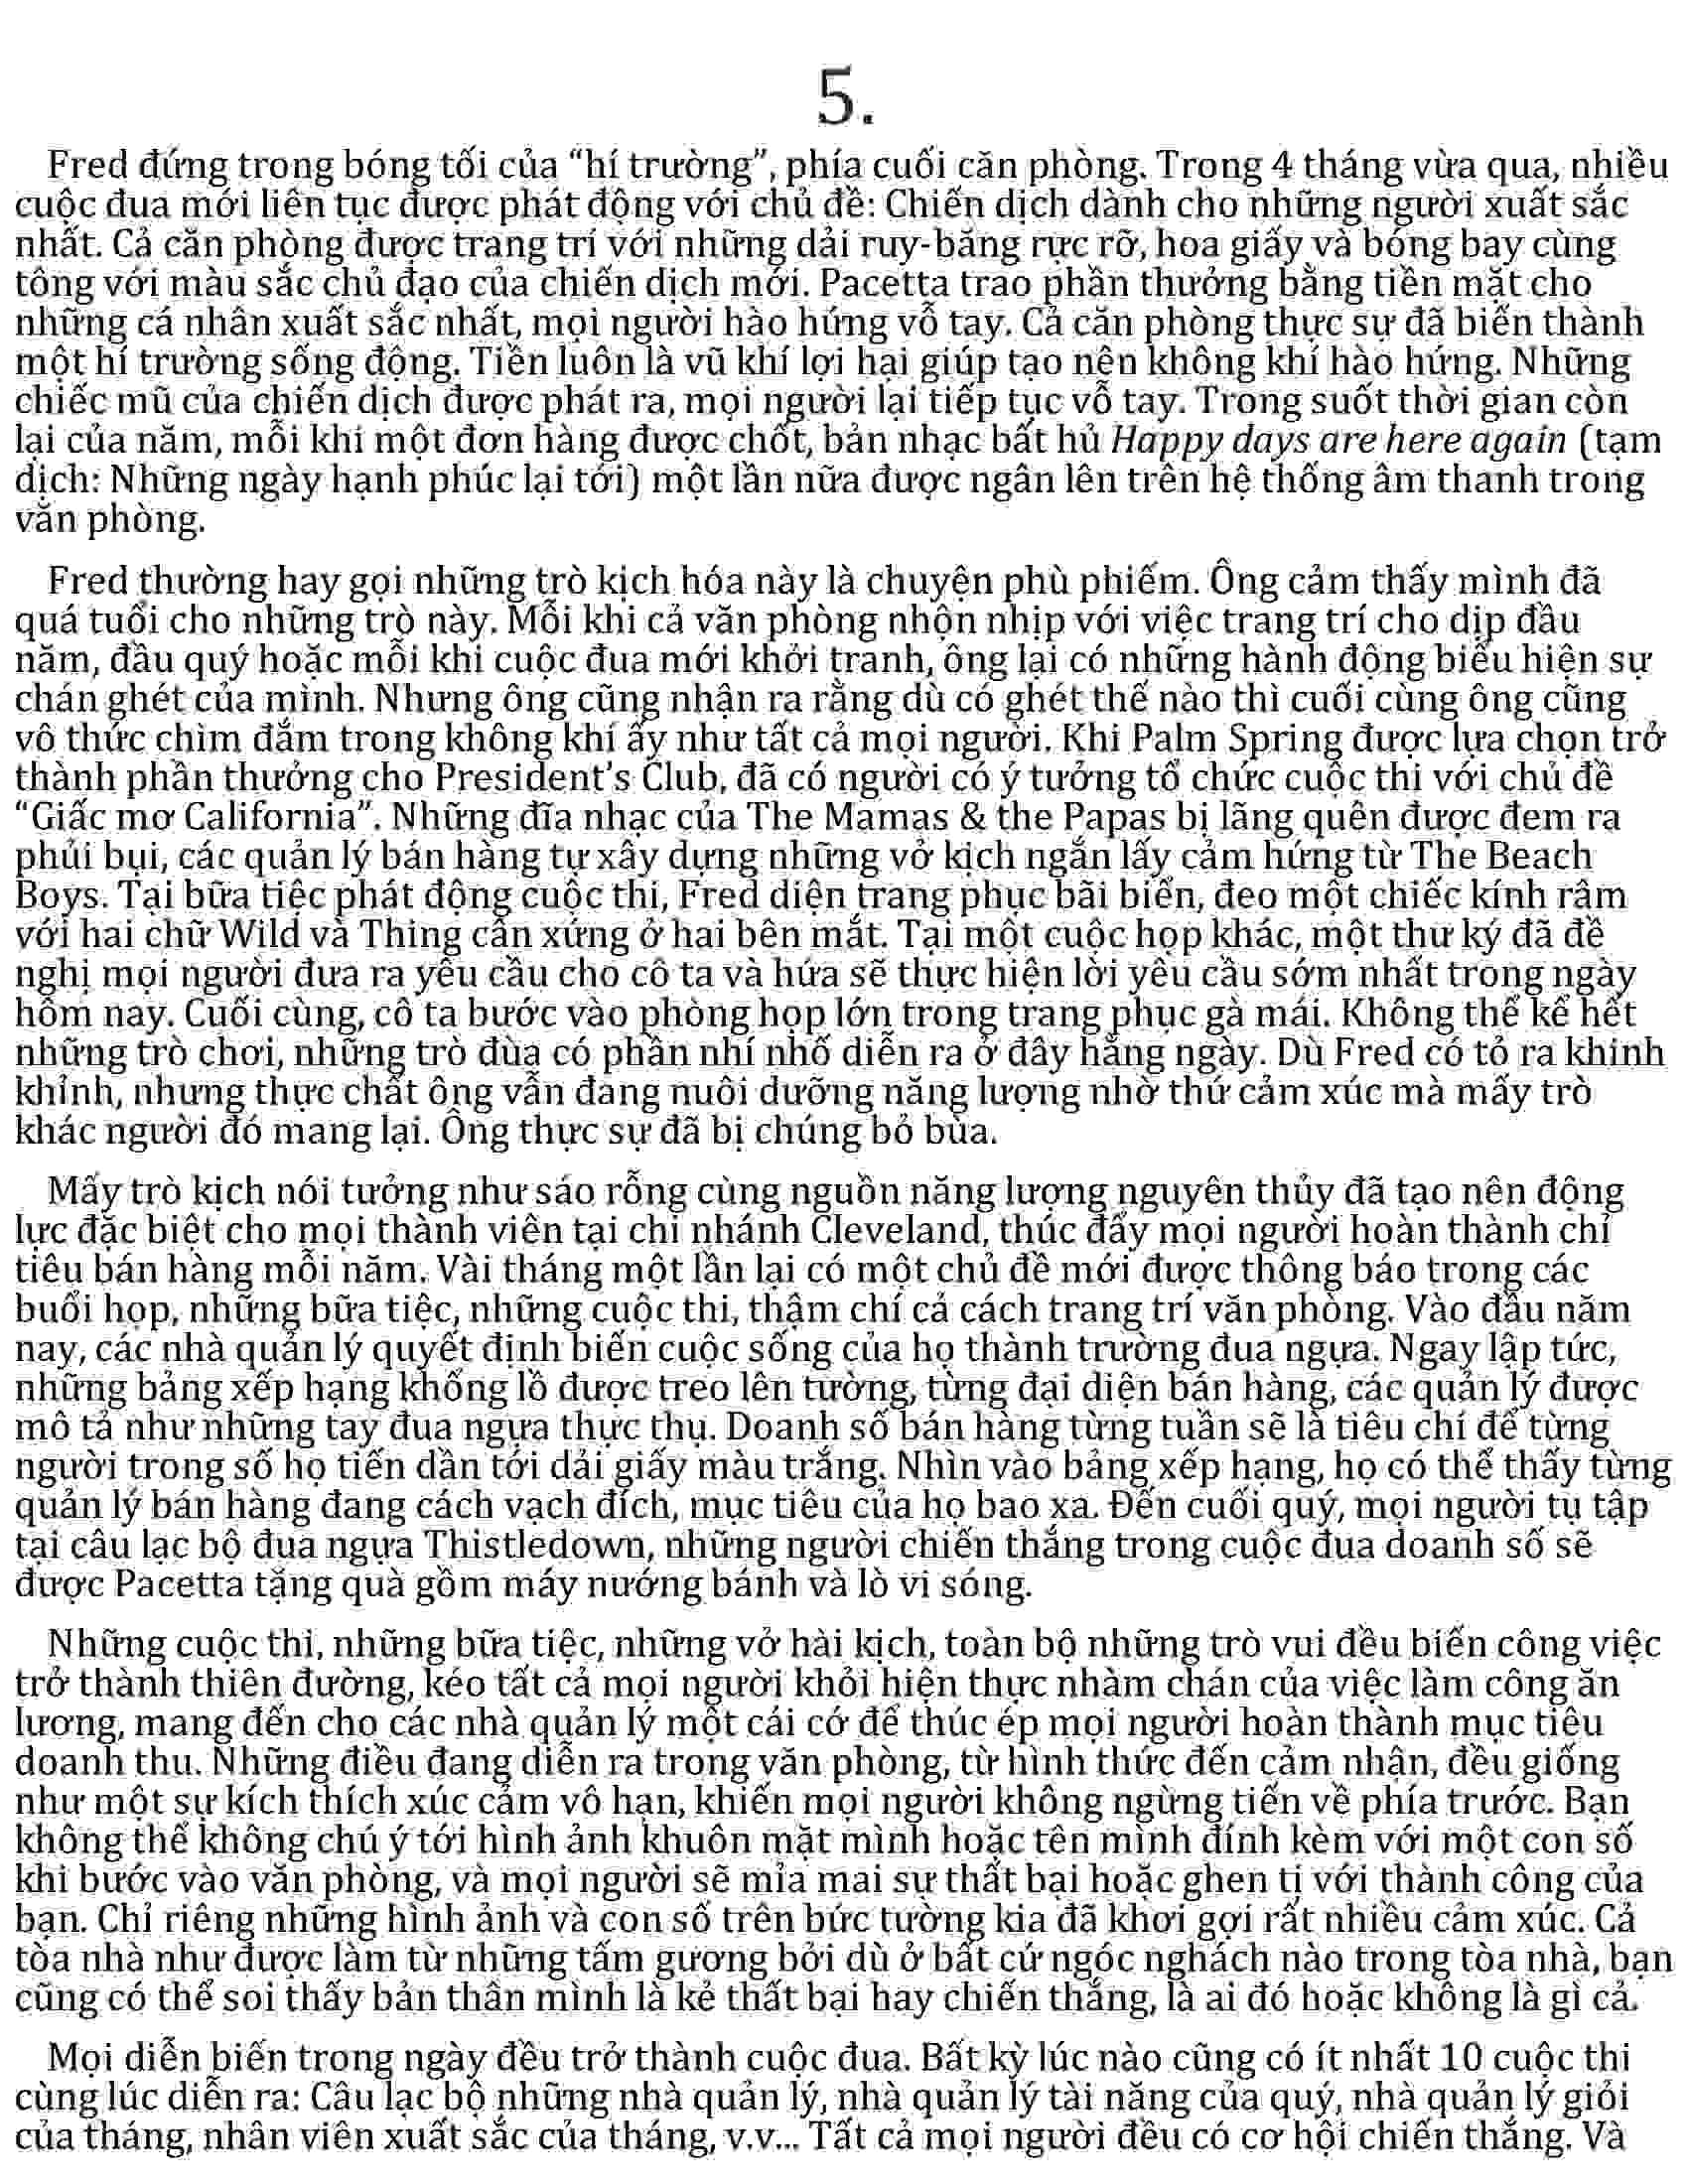 5.
Fred đứng trong bóng tối của “hí trường”, phía cuối căn phòng. Trong 4 tháng vừa qua, nhiều
cuộc đua mới liên tục được phát động với chủ đề: Chiến dịch dành cho những người xuất sắc
nhất. Cả căn phòng được trang trí với những dải ruy-băng rực rỡ, hoa giấy và bóng bay cùng
tông với màu sắc chủ đạo của chiến dịch mới. Pacetta trao phần thưởng bằng tiền mặt cho
những cá nhân xuất sắc nhất, mọi người hào hứng vỗ tay. Cả căn phòng thực sự đã biến thành
một hí trường sống động. Tiền luôn là vũ khí lợi hại giúp tạo nên không khí hào hứng. Những
chiếc mũ của chiến dịch được phát ra, mọi người lại tiếp tục vỗ tay. Trong suốt thời gian còn
lại của năm, mỗi khi một đơn hàng được chốt, bản nhạc bất hủ Happy days are here again (tạm
dịch: Những ngày hạnh phúc lại tới) một lần nữa được ngân lên trên hệ thống âm thanh trong
văn phòng.
Fred thường hay gọi những trò kịch hóa này là chuyện phù phiếm. Ông cảm thấy mình đã
quá tuổi cho những trò này. Mỗi khi cả văn phòng nhộn nhịp với việc trang trí cho dịp đầu
năm, đầu quý hoặc mỗi khi cuộc đua mới khởi tranh, ông lại có những hành động biểu hiện sự
chán ghét của mình. Nhưng ông cũng nhận ra rằng dù có ghét thế nào thì cuối cùng ông cũng
vô thức chìm đắm trong không khí ấy như tất cả mọi người. Khi Palm Spring được lựa chọn trở
thành phần thưởng cho President’s Club, đã có người có ý tưởng tổ chức cuộc thi với chủ đề
“Giấc mơ California”. Những đĩa nhạc của The Mamas & the Papas bị lãng quên được đem ra
phủi bụi, các quản lý bán hàng tự xây dựng những vở kịch ngắn lấy cảm hứng từ The Beach
Boys. Tại bữa tiệc phát động cuộc thi, Fred diện trang phục bãi biển, đeo một chiếc kính râm
với hai chữ Wild và Thing cân xứng ở hai bên mắt. Tại một cuộc họp khác, một thư ký đã đề
nghị mọi người đưa ra yêu cầu cho cô ta và hứa sẽ thực hiện lời yêu cầu sớm nhất trong ngày
hôm nay. Cuối cùng, cô ta bước vào phòng họp lớn trong trang phục gà mái. Không thể kể hết
những trò chơi, những trò đùa có phần nhí nhố diễn ra ở đây hằng ngày. Dù Fred có tỏ ra khinh
khỉnh, nhưng thực chất ông vẫn đang nuôi dưỡng năng lượng nhờ thứ cảm xúc mà mấy trò
khác người đó mang lại. Ông thực sự đã bị chúng bỏ bùa.
Mấy trò kịch nói tưởng như sáo rỗng cùng nguồn năng lượng nguyên thủy đã tạo nên động
lực đặc biệt cho mọi thành viên tại chi nhánh Cleveland, thúc đẩy mọi người hoàn thành chỉ
tiêu bán hàng mỗi năm. Vài tháng một lần lại có một chủ đề mới được thông báo trong các
buổi họp, những bữa tiệc, những cuộc thi, thậm chí cả cách trang trí văn phòng. Vào đầu năm
nay, các nhà quản lý quyết định biến cuộc sống của họ thành trường đua ngựa. Ngay lập tức,
những bảng xếp hạng khổng lồ được treo lên tường, từng đại diện bán hàng, các quản lý được
mô tả như những tay đua ngựa thực thụ. Doanh số bán hàng từng tuần sẽ là tiêu chí để từng
người trong số họ tiến dần tới dải giấy màu trắng. Nhìn vào bảng xếp hạng, họ có thể thấy từng
quản lý bán hàng đang cách vạch đích, mục tiêu của họ bao xa. Đến cuối quý, mọi người tụ tập
tại câu lạc bộ đua ngựa Thistledown, những người chiến thắng trong cuộc đua doanh số sẽ
được Pacetta tặng quà gồm máy nướng bánh và lò vi sóng.
Những cuộc thi, những bữa tiệc, những vở hài kịch, toàn bộ những trò vui đều biến công việc
trở thành thiên đường, kéo tất cả mọi người khỏi hiện thực nhàm chán của việc làm công ăn
lương, mang đến cho các nhà quản lý một cái cớ để thúc ép mọi người hoàn thành mục tiêu
doanh thu. Những điều đang diễn ra trong văn phòng, từ hình thức đến cảm nhận, đều giống
như một sự kích thích xúc cảm vô hạn, khiến mọi người không ngừng tiến về phía trước. Bạn
không thể không chú ý tới hình ảnh khuôn mặt mình hoặc tên mình đính kèm với một con số
khi bước vào văn phòng, và mọi người sẽ mỉa mai sự thất bại hoặc ghen tị với thành công của
bạn. Chỉ riêng những hình ảnh và con số trên bức tường kia đã khơi gợi rất nhiều cảm xúc. Cả
tòa nhà như được làm từ những tấm gương bởi dù ở bất cứ ngóc nghách nào trong tòa nhà, bạn
cũng có thể soi thấy bản thân mình là kẻ thất bại hay chiến thắng, là ai đó hoặc không là gì cả.
Mọi diễn biến trong ngày đều trở thành cuộc đua. Bất kỳ lúc nào cũng có ít nhất 10 cuộc thi
cùng lúc diễn ra: Câu lạc bộ những nhà quản lý, nhà quản lý tài năng của quý, nhà quản lý giỏi
của tháng, nhân viên xuất sắc của tháng, v.v... Tất cả mọi người đều có cơ hội chiến thắng. Và